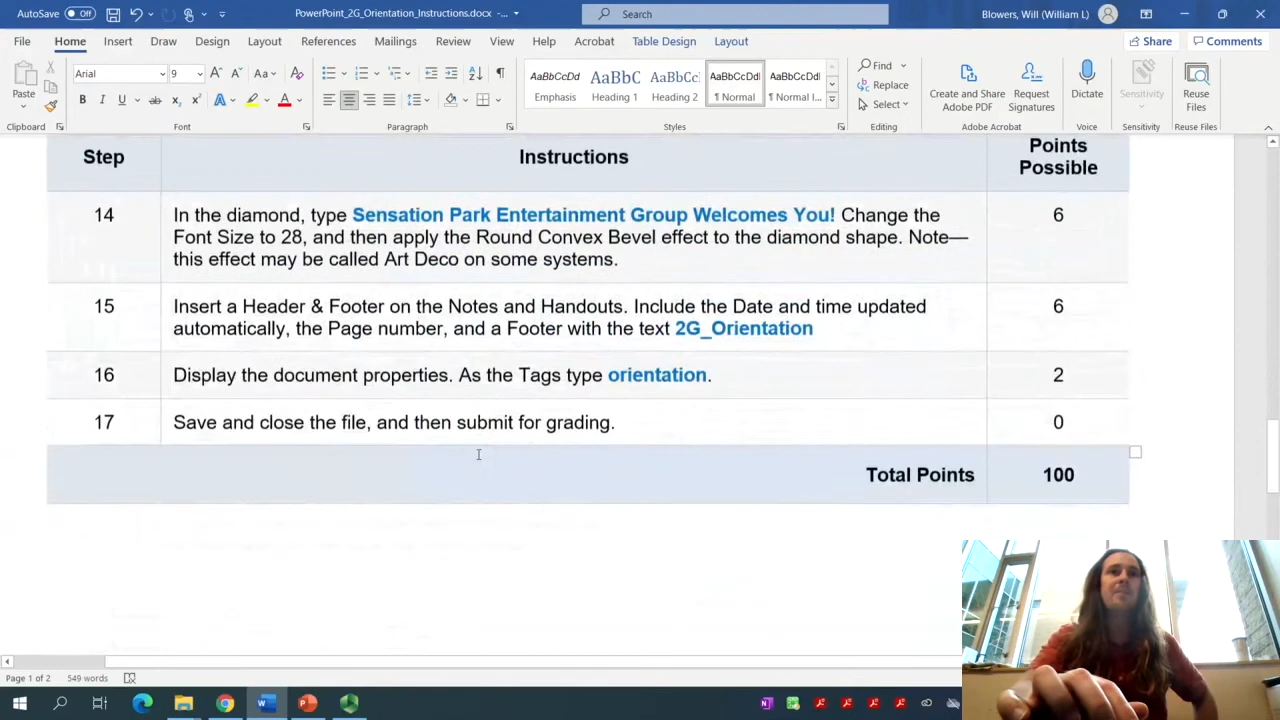 AutoSave Off PowerPoint_2G_Orientation_Instructions.docx Search Blowers, Will (William L)
File Home Insert Draw Design Layout References Mailings Review View Help Acrobat Table Design Layout Share Comments
Paste
Arial 9 Aa
B I U ab x₂ x² A A
AaBbCcDd AaBbC AaBbCc AaBbCcDd AaBbCcDd
Emphasis Heading 1 Heading 2 ¶ Normal ¶ Normal I...
Find
Replace
Select
Create and Share
Adobe PDF
Request
Signatures
Dictate
Sensitivity
Reuse
Files
Clipboard Font Paragraph Styles Editing Adobe Acrobat Voice Sensitivity Reuse Files
Step Instructions Points
Possible
14 In the diamond, type Sensation Park Entertainment Group Welcomes You! Change the 6
Font Size to 28, and then apply the Round Convex Bevel effect to the diamond shape. Note—
this effect may be called Art Deco on some systems.
15 Insert a Header & Footer on the Notes and Handouts. Include the Date and time updated 6
automatically, the Page number, and a Footer with the text 2G_Orientation
16 Display the document properties. As the Tags type orientation. 2
17 Save and close the file, and then submit for grading. 0
Total Points 100
Page 1 of 2 549 words